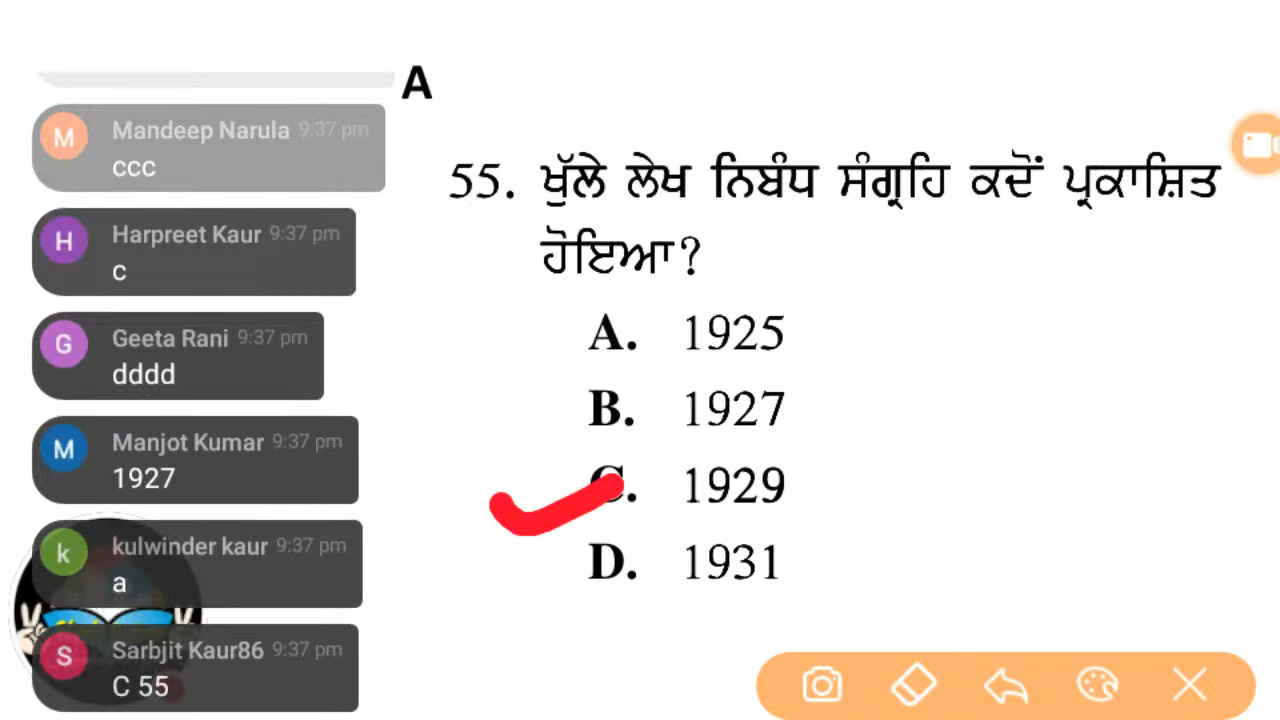 A
Mandeep Narula 9:37 pm
ccc
Harpreet Kaur 9:37 pm
c
Geeta Rani 9:37 pm
dddd
Manjot Kumar 9:37 pm
1927
kulwinder kaur 9:37 pm
a
Sarbjit Kaur86 9:37 pm
C 55
55. ਖੁੱਲੇ ਲੇਖ ਨਿਬੰਧ ਸੰਗ੍ਰਹਿ ਕਦੋਂ ਪ੍ਰਕਾਸ਼ਿਤ
ਹੋਇਆ?
A. 1925
B. 1927
C. 1929
D. 1931
M
H
G
M
k
S